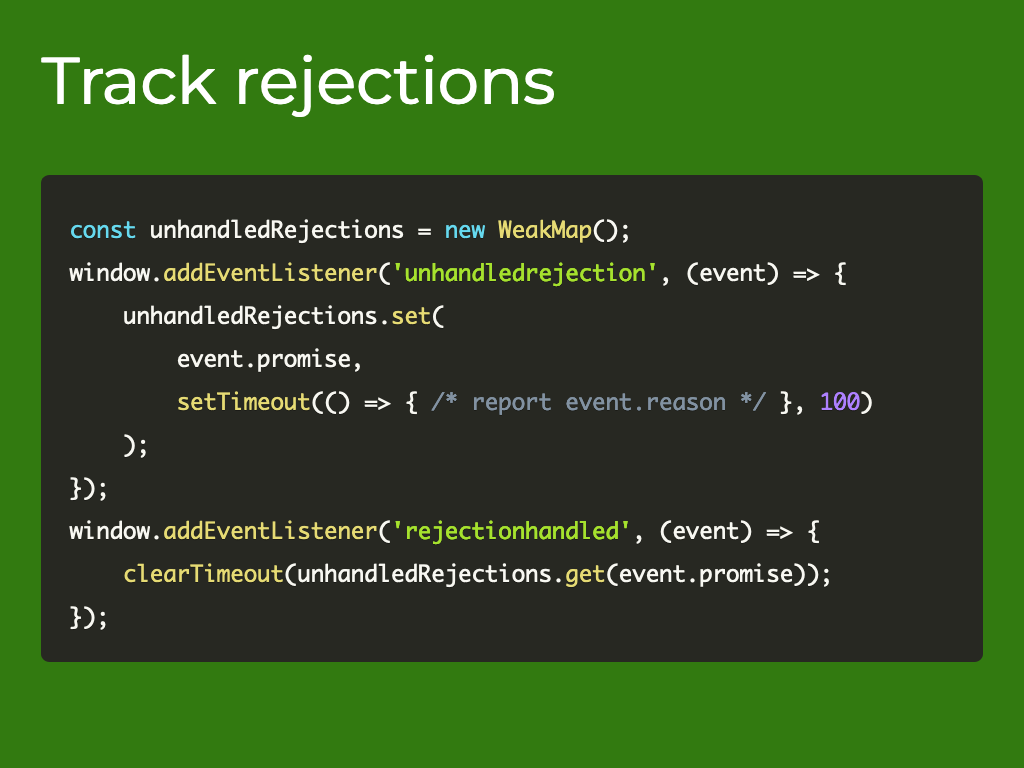 Track rejections
const unhandledRejections = new WeakMap();
window.addEventListener('unhandledrejection', (event) => {
    unhandledRejections.set(
        event.promise,
        setTimeout(() => { /* report event.reason */ }, 100)
    );
});
window.addEventListener('rejectionhandled', (event) => {
    clearTimeout(unhandledRejections.get(event.promise));
});